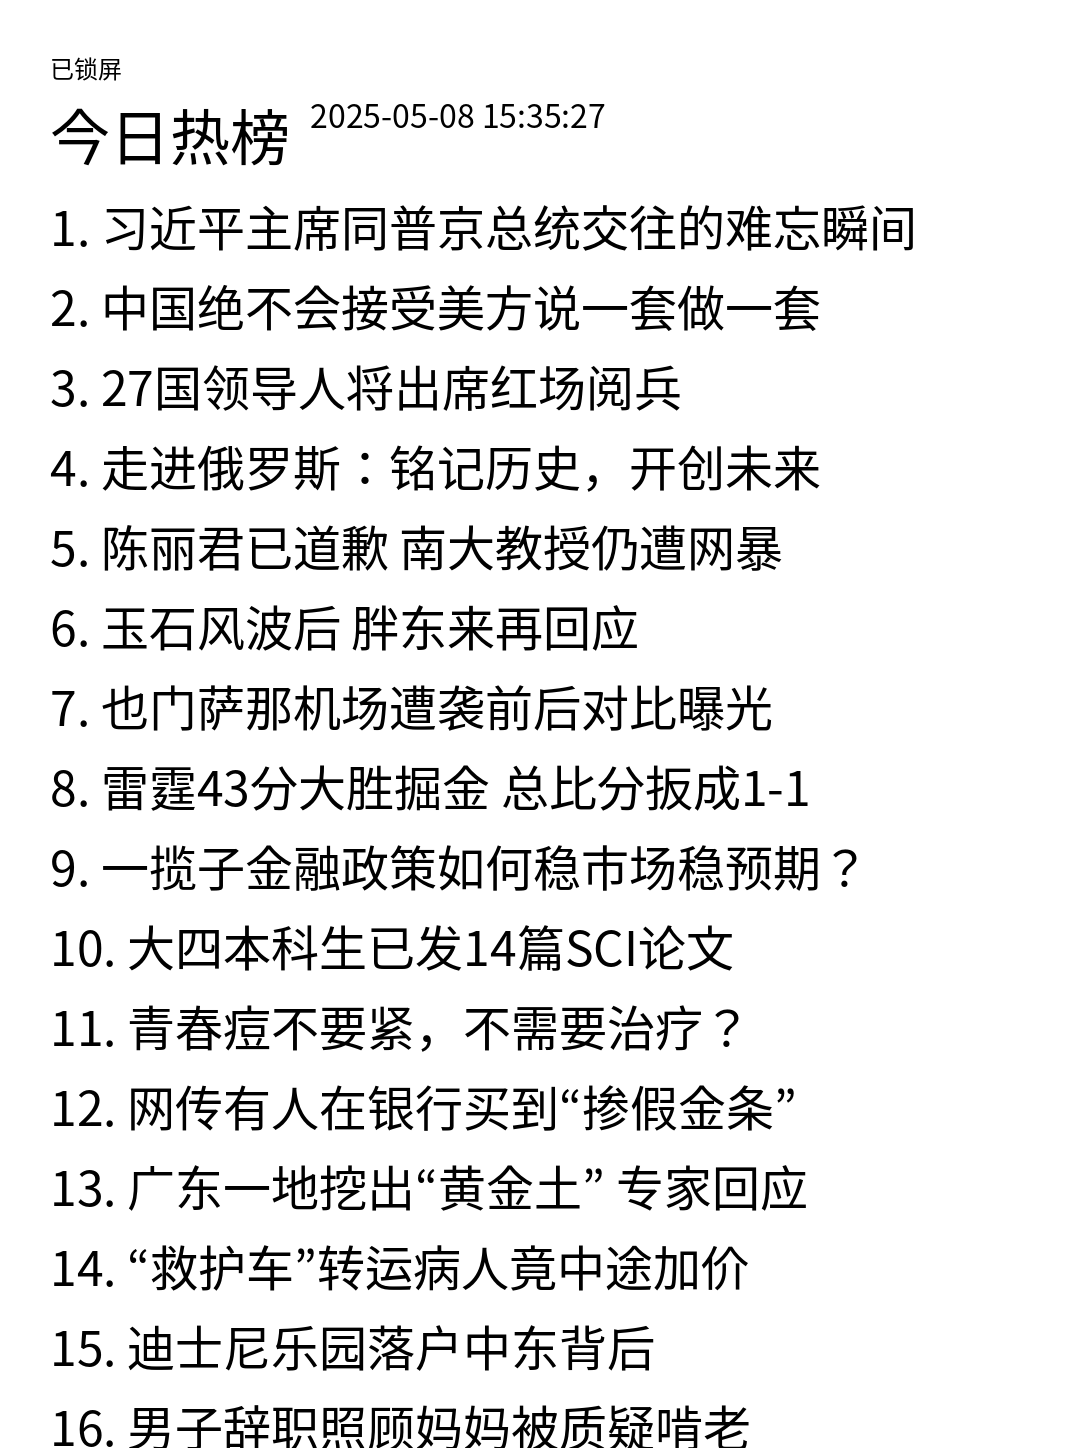 已锁屏
今日热榜 2025-05-08 15:35:27
1. 习近平主席同普京总统交往的难忘瞬间
2. 中国绝不会接受美方说一套做一套
3. 27国领导人将出席红场阅兵
4. 走进俄罗斯：铭记历史，开创未来
5. 陈丽君已道歉 南大教授仍遭网暴
6. 玉石风波后 胖东来再回应
7. 也门萨那机场遭袭前后对比曝光
8. 雷霆43分大胜掘金 总比分扳成1-1
9. 一揽子金融政策如何稳市场稳预期？
10. 大四本科生已发14篇SCI论文
11. 青春痘不要紧，不需要治疗？
12. 网传有人在银行买到“掺假金条”
13. 广东一地挖出“黄金土” 专家回应
14. “救护车”转运病人竟中途加价
15. 迪士尼乐园落户中东背后
16. 男子辞职照顾妈妈被质疑啃老